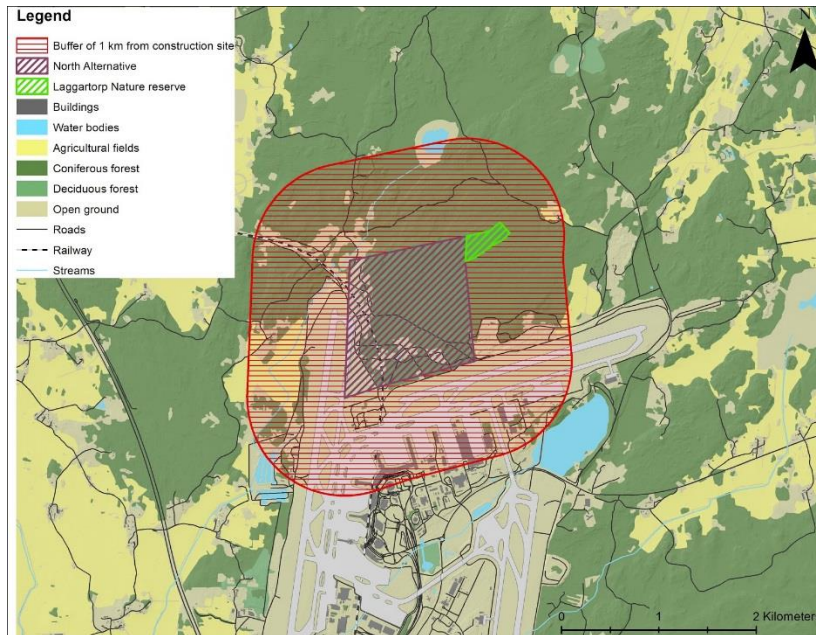 Legend
Buffer of 1 km from construction site
North Alternative
Laggartorp Nature reserve
Buildings
Water bodies
Agricultural fields
Coniferous forest
Deciduous forest
Open ground
Roads
Railway
Streams
N
0 1 2 Kilometer